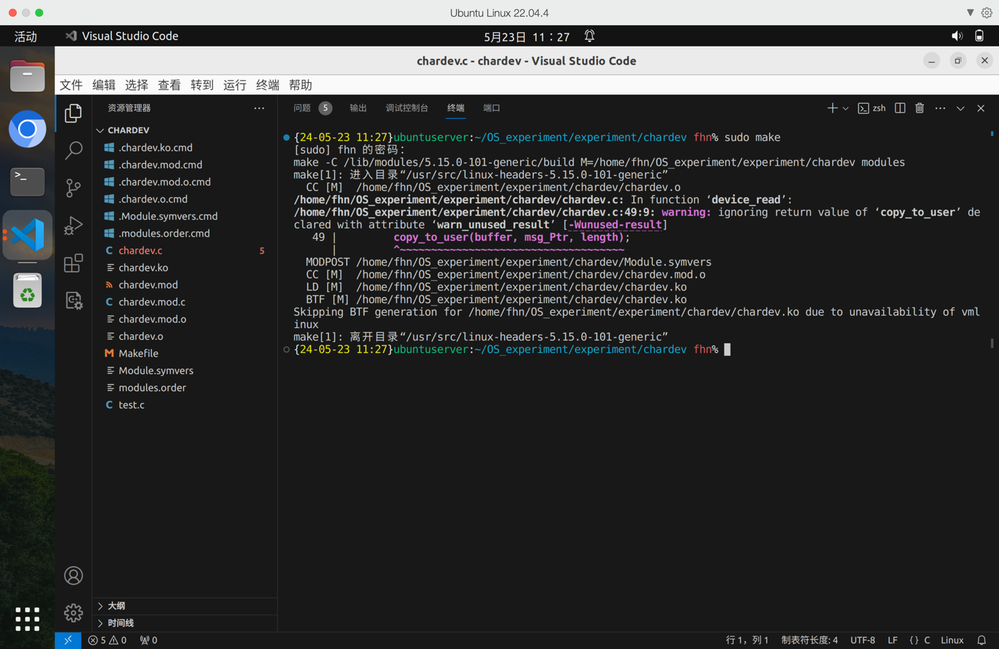 Ubuntu Linux 22.04.4
活动
Visual Studio Code
5月23日 11：27
chardev.c - chardev - Visual Studio Code
文件 编辑 选择 查看 转到 运行 终端 帮助
资源管理器
CHARDEV
.chardev.ko.cmd
.chardev.mod.cmd
.chardev.mod.o.cmd
.chardev.o.cmd
.Module.symvers.cmd
.modules.order.cmd
C chardev.c 5
chardev.ko
chardev.mod
C chardev.mod.c
chardev.mod.o
chardev.o
M Makefile
Module.symvers
modules.order
C test.c
大纲
时间线
问题 5 输出 调试控制台 终端 端口
zsh
{24-05-23 11:27}ubuntuserver:~/OS_experiment/experiment/chardev fhn% sudo make
[sudo] fhn 的密码：
make -C /lib/modules/5.15.0-101-generic/build M=/home/fhn/OS_experiment/experiment/chardev modules
make[1]: 进入目录“/usr/src/linux-headers-5.15.0-101-generic”
CC [M] /home/fhn/OS_experiment/experiment/chardev/chardev.o
/home/fhn/OS_experiment/experiment/chardev/chardev.c: In function ‘device_read’:
/home/fhn/OS_experiment/experiment/chardev/chardev.c:49:9: warning: ignoring return value of ‘copy_to_user’ de
clared with attribute ‘warn_unused_result’ [-Wunused-result]
49 | copy_to_user(buffer, msg_Ptr, length);
| ^~~~~~~~~~~~~~~~~~~~~~~~~~~~~~~~~~~~~
MODPOST /home/fhn/OS_experiment/experiment/chardev/Module.symvers
CC [M] /home/fhn/OS_experiment/experiment/chardev/chardev.mod.o
LD [M] /home/fhn/OS_experiment/experiment/chardev/chardev.ko
BTF [M] /home/fhn/OS_experiment/experiment/chardev/chardev.ko
Skipping BTF generation for /home/fhn/OS_experiment/experiment/chardev/chardev.ko due to unavailability of vml
inux
make[1]: 离开目录“/usr/src/linux-headers-5.15.0-101-generic”
{24-05-23 11:27}ubuntuserver:~/OS_experiment/experiment/chardev fhn%
5 0 0
行 1，列 1 制表符长度: 4 UTF-8 LF {} C Linux